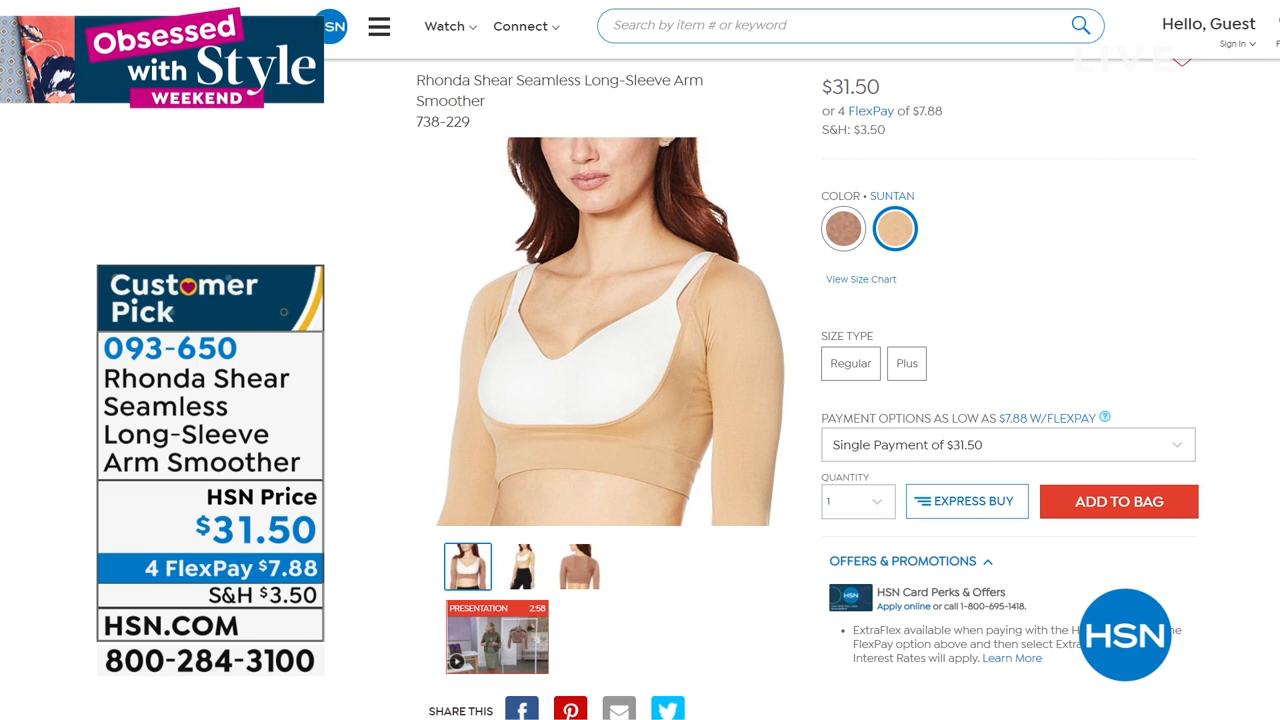 Obsessed
with Style
WEEKEND
SN
Watch
Connect
Search by item # or keyword
Hello, Guest
Sign In
LIVE
Rhonda Shear Seamless Long-Sleeve Arm
Smoother
738-229
$31.50
or 4 FlexPay of $7.88
S&H: $3.50
COLOR • SUNTAN
View Size Chart
SIZE TYPE
Regular
Plus
PAYMENT OPTIONS AS LOW AS $7.88 W/FLEXPAY ?
Single Payment of $31.50
QUANTITY
1
EXPRESS BUY
ADD TO BAG
OFFERS & PROMOTIONS
HSN
HSN Card Perks & Offers
Apply online or call 1-800-695-1418.
• ExtraFlex available when paying with the H
FlexPay option above and then select Extra
Interest Rates will apply. Learn More
HSN
Customer
Pick
093-650
Rhonda Shear
Seamless
Long-Sleeve
Arm Smoother
HSN Price
$31.50
4 FlexPay $7.88
S&H $3.50
HSN.COM
800-284-3100
PRESENTATION 2:58
SHARE THIS